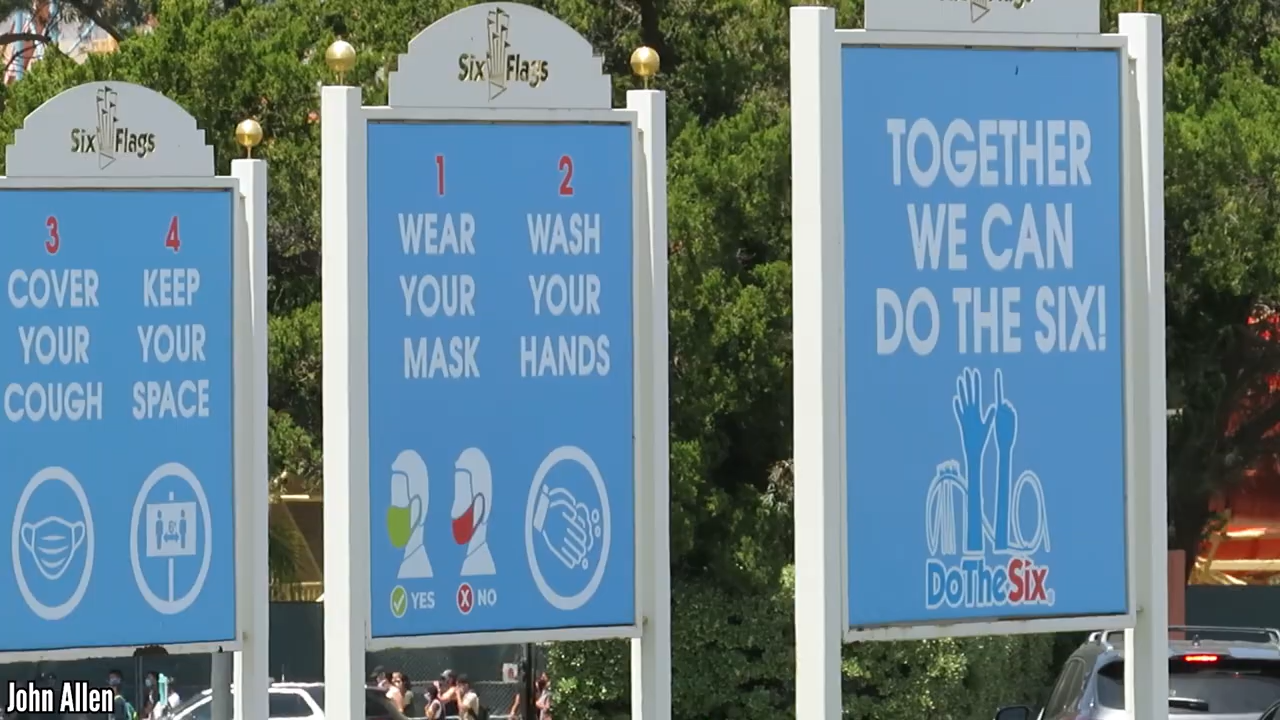 Six Flags
3
COVER
YOUR
COUGH
4
KEEP
YOUR
SPACE
6'
Six Flags
1
WEAR
YOUR
MASK
YES
NO
2
WASH
YOUR
HANDS
TOGETHER
WE CAN
DO THE SIX!
DoTheSix
John Allen